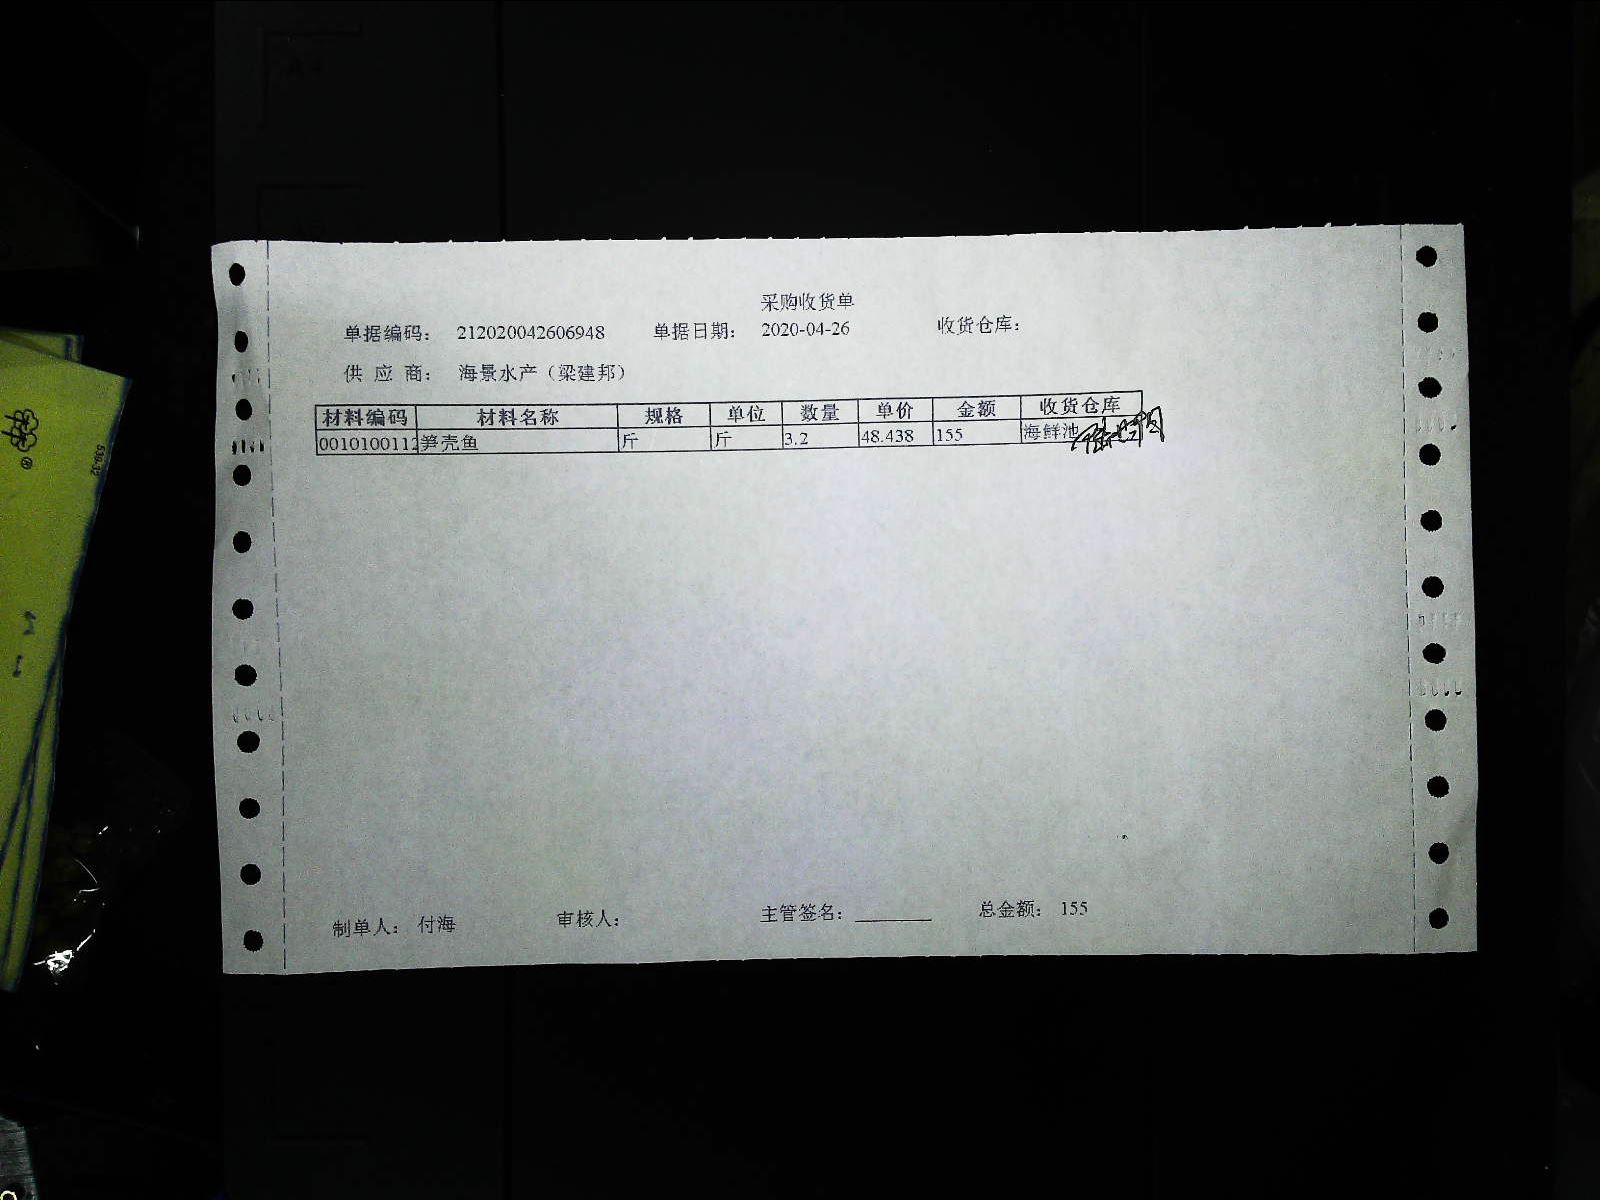 采购收货单
单据编码： 212020042606948 单据日期： 2020-04-26 收货仓库：
供 应 商： 海景水产（梁建邦）
材料编码 材料名称 规格 单位 数量 单价 金额 收货仓库
0010100112 笋壳鱼 斤 斤 3.2 48.438 155 海鲜池
制单人： 付海 审核人： 主管签名： ________ 总金额： 155